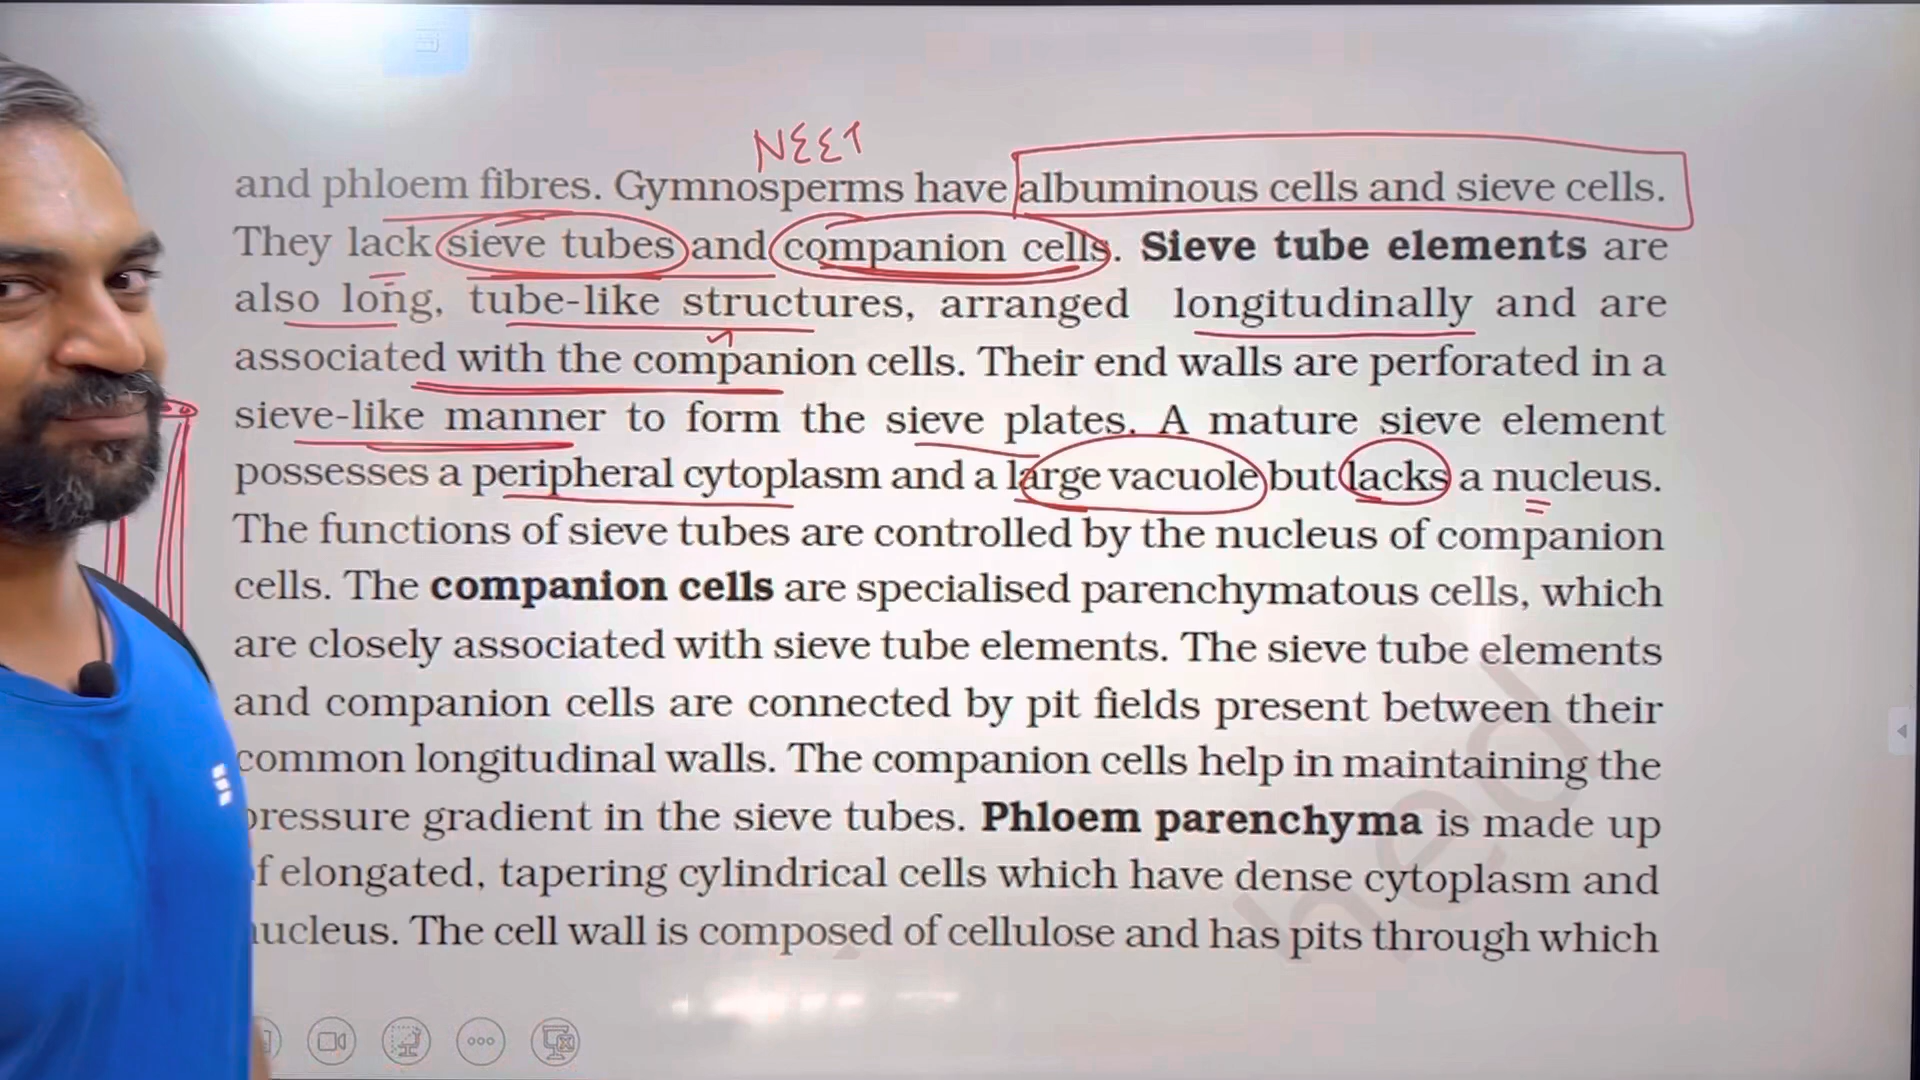 NEET
and phloem fibres. Gymnosperms have albuminous cells and sieve cells.
They lack sieve tubes and companion cells. Sieve tube elements are
also long, tube-like structures, arranged longitudinally and are
associated with the companion cells. Their end walls are perforated in a
sieve-like manner to form the sieve plates. A mature sieve element
possesses a peripheral cytoplasm and a large vacuole but lacks a nucleus.
The functions of sieve tubes are controlled by the nucleus of companion
cells. The companion cells are specialised parenchymatous cells, which
are closely associated with sieve tube elements. The sieve tube elements
and companion cells are connected by pit fields present between their
common longitudinal walls. The companion cells help in maintaining the
pressure gradient in the sieve tubes. Phloem parenchyma is made up
of elongated, tapering cylindrical cells which have dense cytoplasm and
nucleus. The cell wall is composed of cellulose and has pits through which